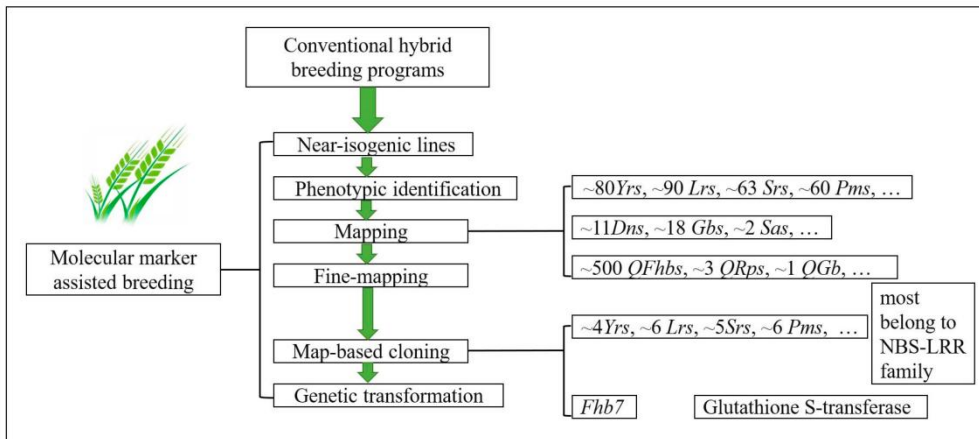 Conventional hybrid
breeding programs
Near-isogenic lines
Phenotypic identification
Mapping
Fine-mapping
Map-based cloning
Genetic transformation
Molecular marker
assisted breeding
~80Yrs, ~90 Lrs, ~63 Srs, ~60 Pms, …
~11Dns, ~18 Gbs, ~2 Sas, …
~500 QFhbs, ~3 QRps, ~1 QGb, …
~4Yrs, ~6 Lrs, ~5Srs, ~6 Pms, …
most
belong to
NBS-LRR
family
Fhb7
Glutathione S-transferase